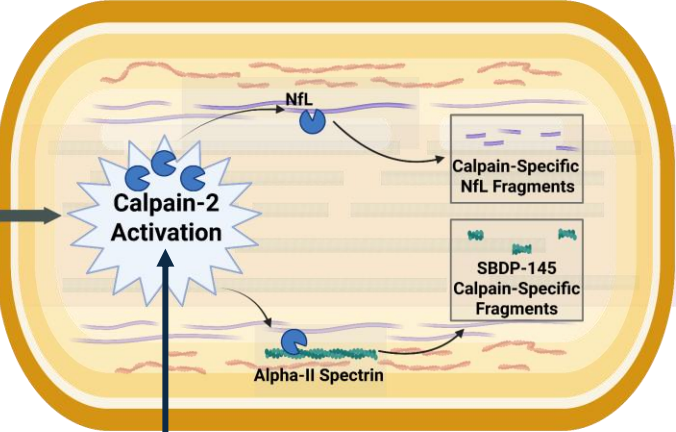 NfL
Calpain-2
Activation
Calpain-Specific
NfL Fragments
SBDP-145
Calpain-Specific
Fragments
Alpha-II Spectrin